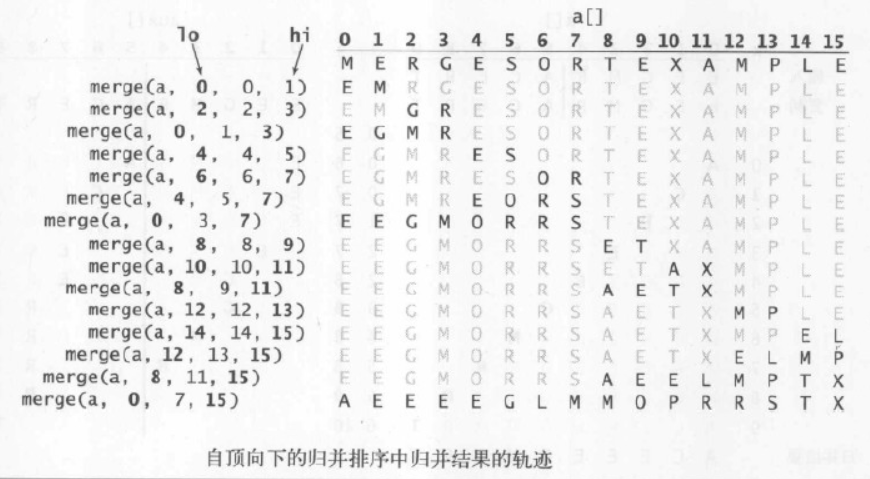 a[]
lo hi 0 1 2 3 4 5 6 7 8 9 10 11 12 13 14 15
M E R G E S O R T E X A M P L E
merge(a, 0, 0, 1) E M R G E S O R T E X A M P L E
merge(a, 2, 2, 3) E M G R E S O R T E X A M P L E
merge(a, 0, 1, 3) E G M R E S O R T E X A M P L E
merge(a, 4, 4, 5) E G M R E S O R T E X A M P L E
merge(a, 6, 6, 7) E G M R E S O R T E X A M P L E
merge(a, 4, 5, 7) E G M R E O R S T E X A M P L E
merge(a, 0, 3, 7) E E G M O R R S T E X A M P L E
merge(a, 8, 8, 9) E E G M O R R S E T X A M P L E
merge(a, 10, 10, 11) E E G M O R R S E T A X M P L E
merge(a, 8, 9, 11) E E G M O R R S A E T X M P L E
merge(a, 12, 12, 13) E E G M O R R S A E T X M P L E
merge(a, 14, 14, 15) E E G M O R R S A E T X M P E L
merge(a, 12, 13, 15) E E G M O R R S A E T X E L M P
merge(a, 8, 11, 15) E E G M O R R S A E E L M P T X
merge(a, 0, 7, 15) A E E E E G L M M O P R R S T X
自顶向下的归并排序中归并结果的轨迹